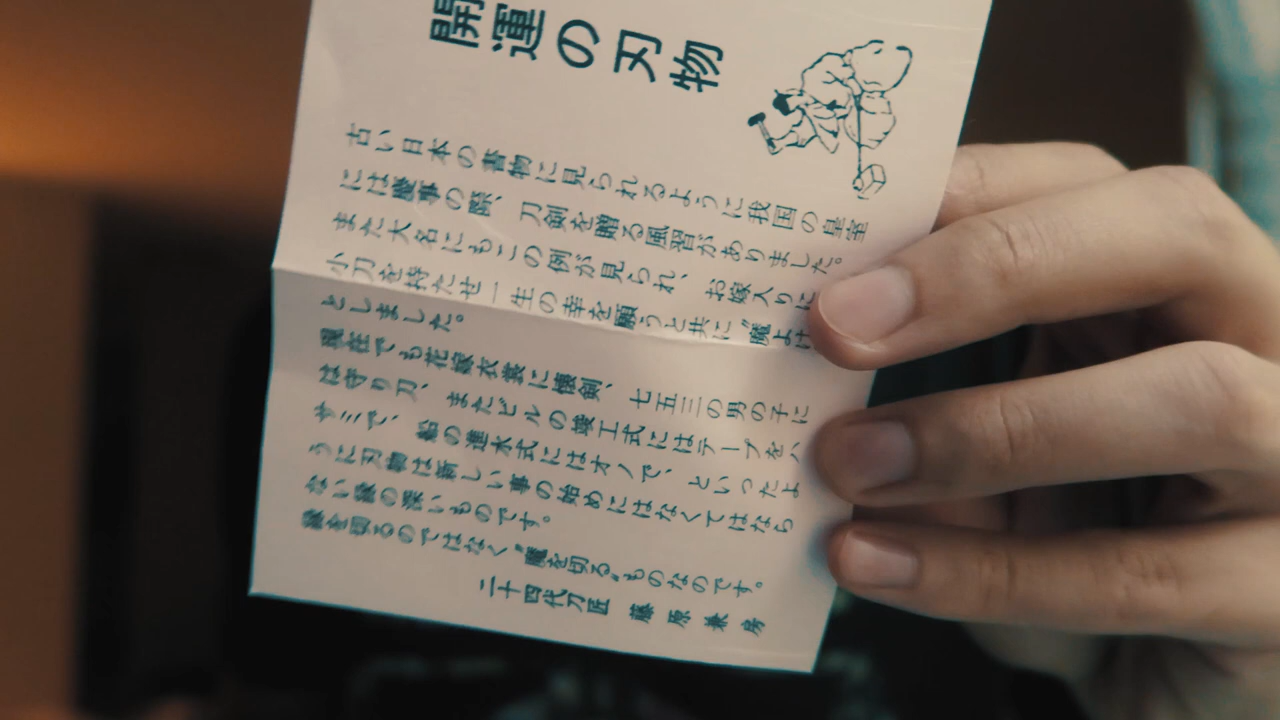 開運の刃物
古い日本の書物に見られるように我国の皇室
には慶事の際、刀剣を贈る風習がありました。
また大名にもこの例が見られ、お嫁入りに
小刀を持たせ一生の幸を願うと共に〝魔よけ
としました。
現在でも花嫁衣裳に懐剣、七五三の男の子に
は守り刀、またビルの竣工式にはテープをハ
サミで、船の進水式にはオノで、といったよ
うに刃物は新しい事の始めにはなくてはなら
ない縁の深いものです。
縁を切るのではなく〝魔を切る〟ものなのです。
二十四代刀匠 藤原兼房